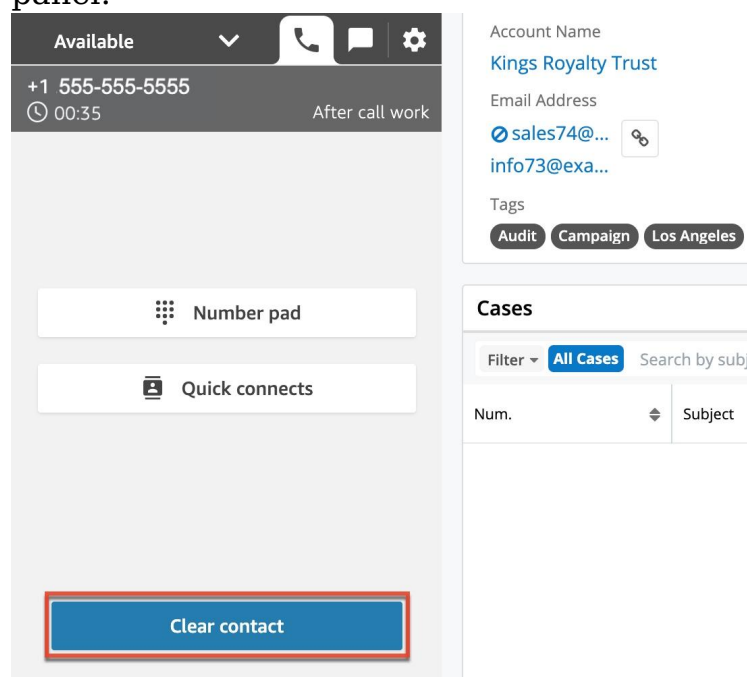 panel.
Available
+1 555-555-5555
00:35 After call work
Number pad
Quick connects
Clear contact
Account Name
Kings Royalty Trust
Email Address
sales74@...
info73@exa...
Tags
Audit Campaign Los Angeles
Cases
Filter All Cases Search by subj
Num. Subject